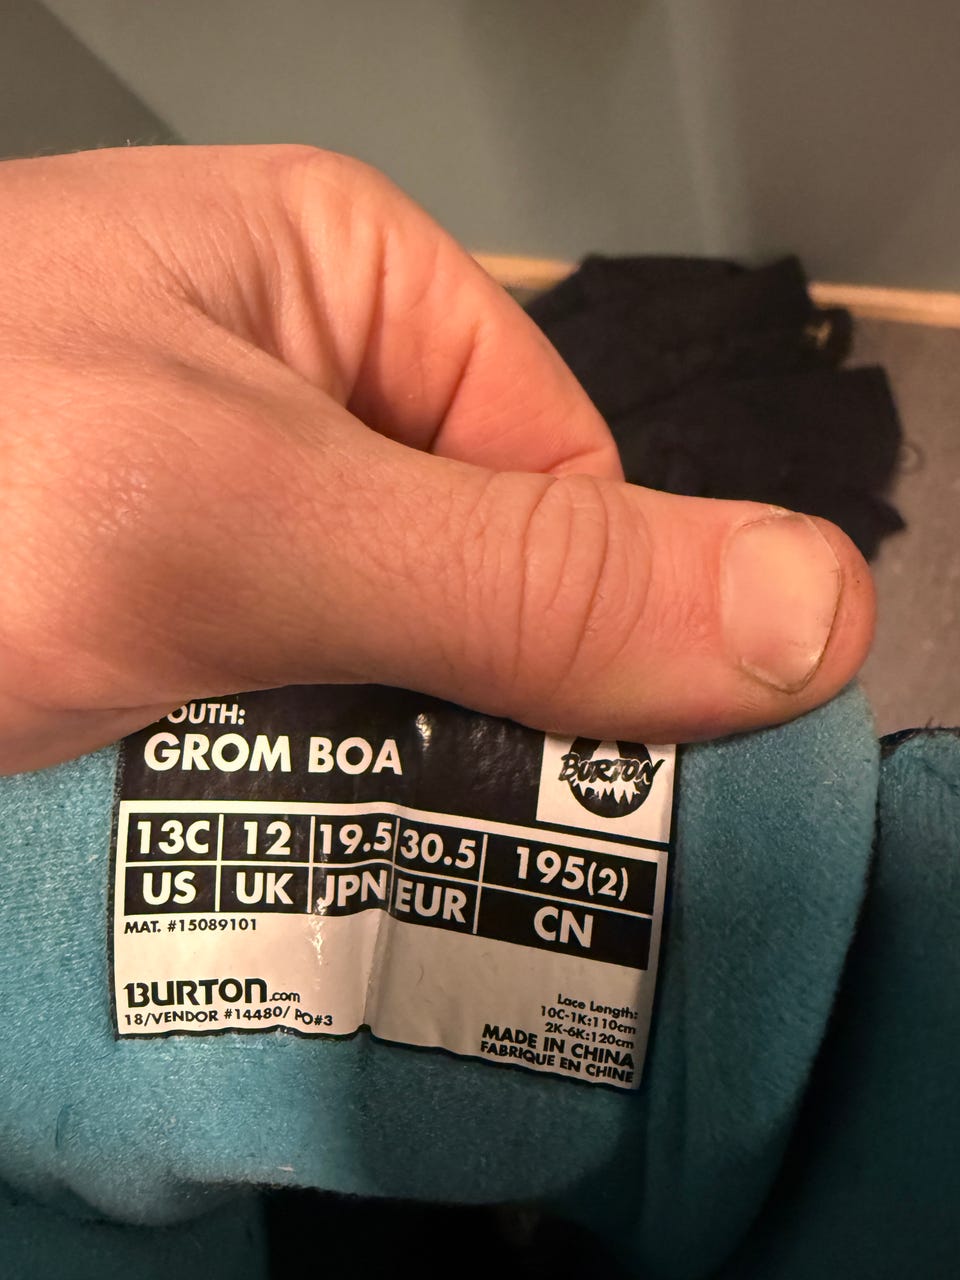 OUTH:
GROM BOA
BURTON
13C 12 19.5 30.5 195(2)
US UK JPN EUR CN
MAT. #15089101
BURTON.com
18/VENDOR #14480/ PO#3
Lace Length:
10C-1K:110cm
2K-6K:120cm
MADE IN CHINA
FABRIQUE EN CHINE